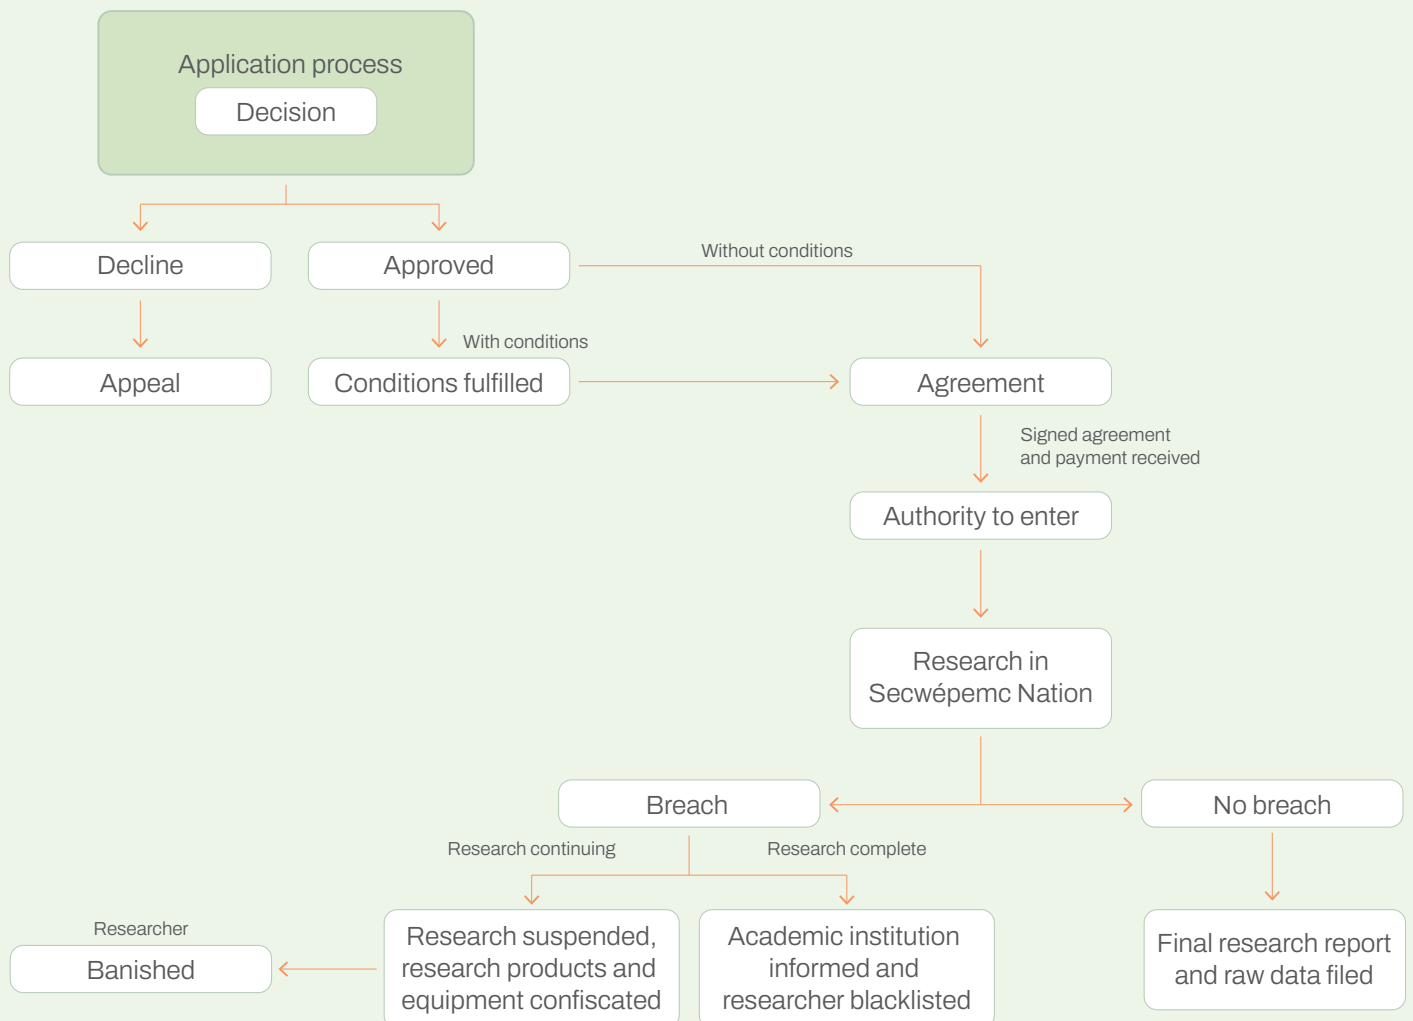 Application process
Decision
Decline
Approved
Without conditions
With conditions
Appeal
Conditions fulfilled
Agreement
Signed agreement
and payment received
Authority to enter
Research in
Secwépemc Nation
Breach
No breach
Research continuing
Research complete
Researcher
Banished
Research suspended,
research products and
equipment confiscated
Academic institution
informed and
researcher blacklisted
Final research report
and raw data filed